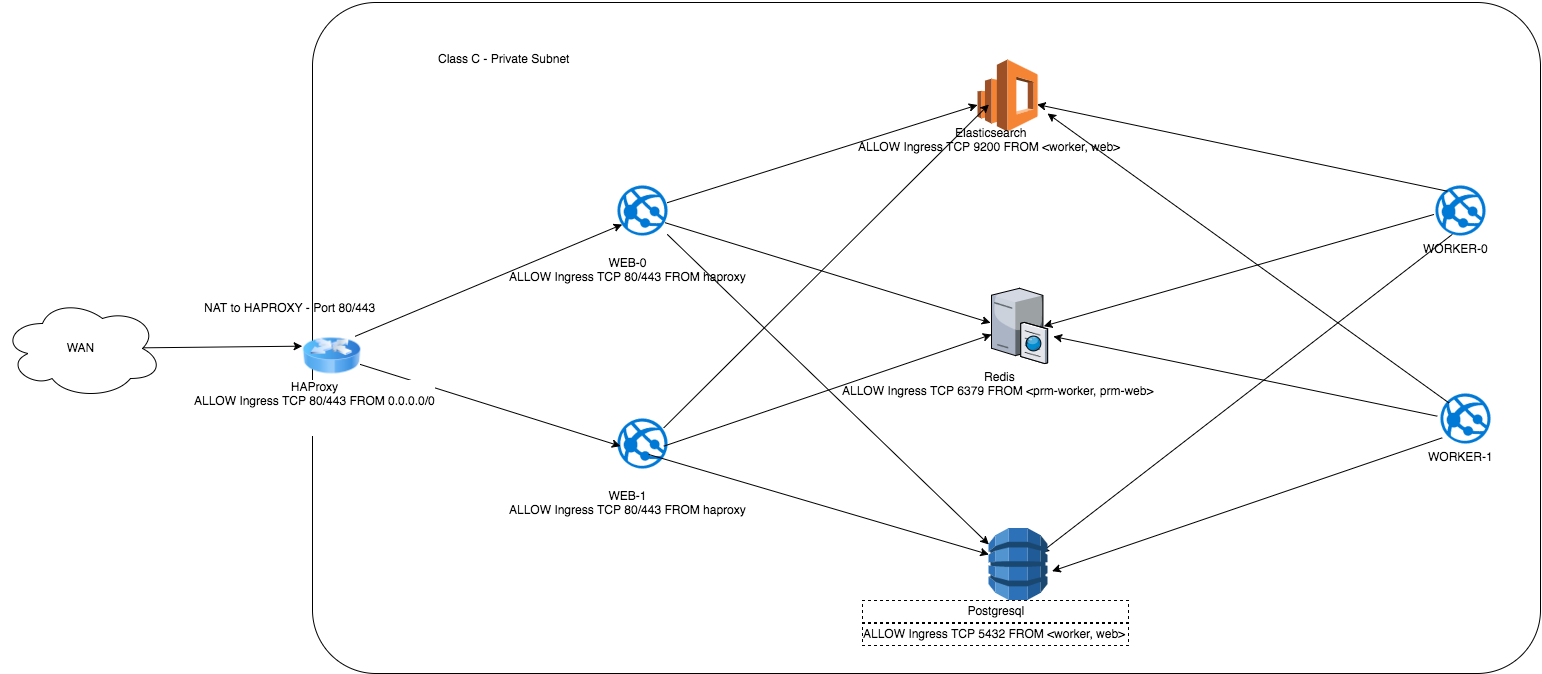 Class C - Private Subnet
Elasticsearch
ALLOW Ingress TCP 9200 FROM <worker, web>
WEB-0
ALLOW Ingress TCP 80/443 FROM haproxy
WORKER-0
NAT to HAPROXY - Port 80/443
WAN
HAProxy
ALLOW Ingress TCP 80/443 FROM 0.0.0.0/0
Redis
ALLOW Ingress TCP 6379 FROM <prm-worker, prm-web>
WORKER-1
WEB-1
ALLOW Ingress TCP 80/443 FROM haproxy
Postgresql
ALLOW Ingress TCP 5432 FROM <worker, web>